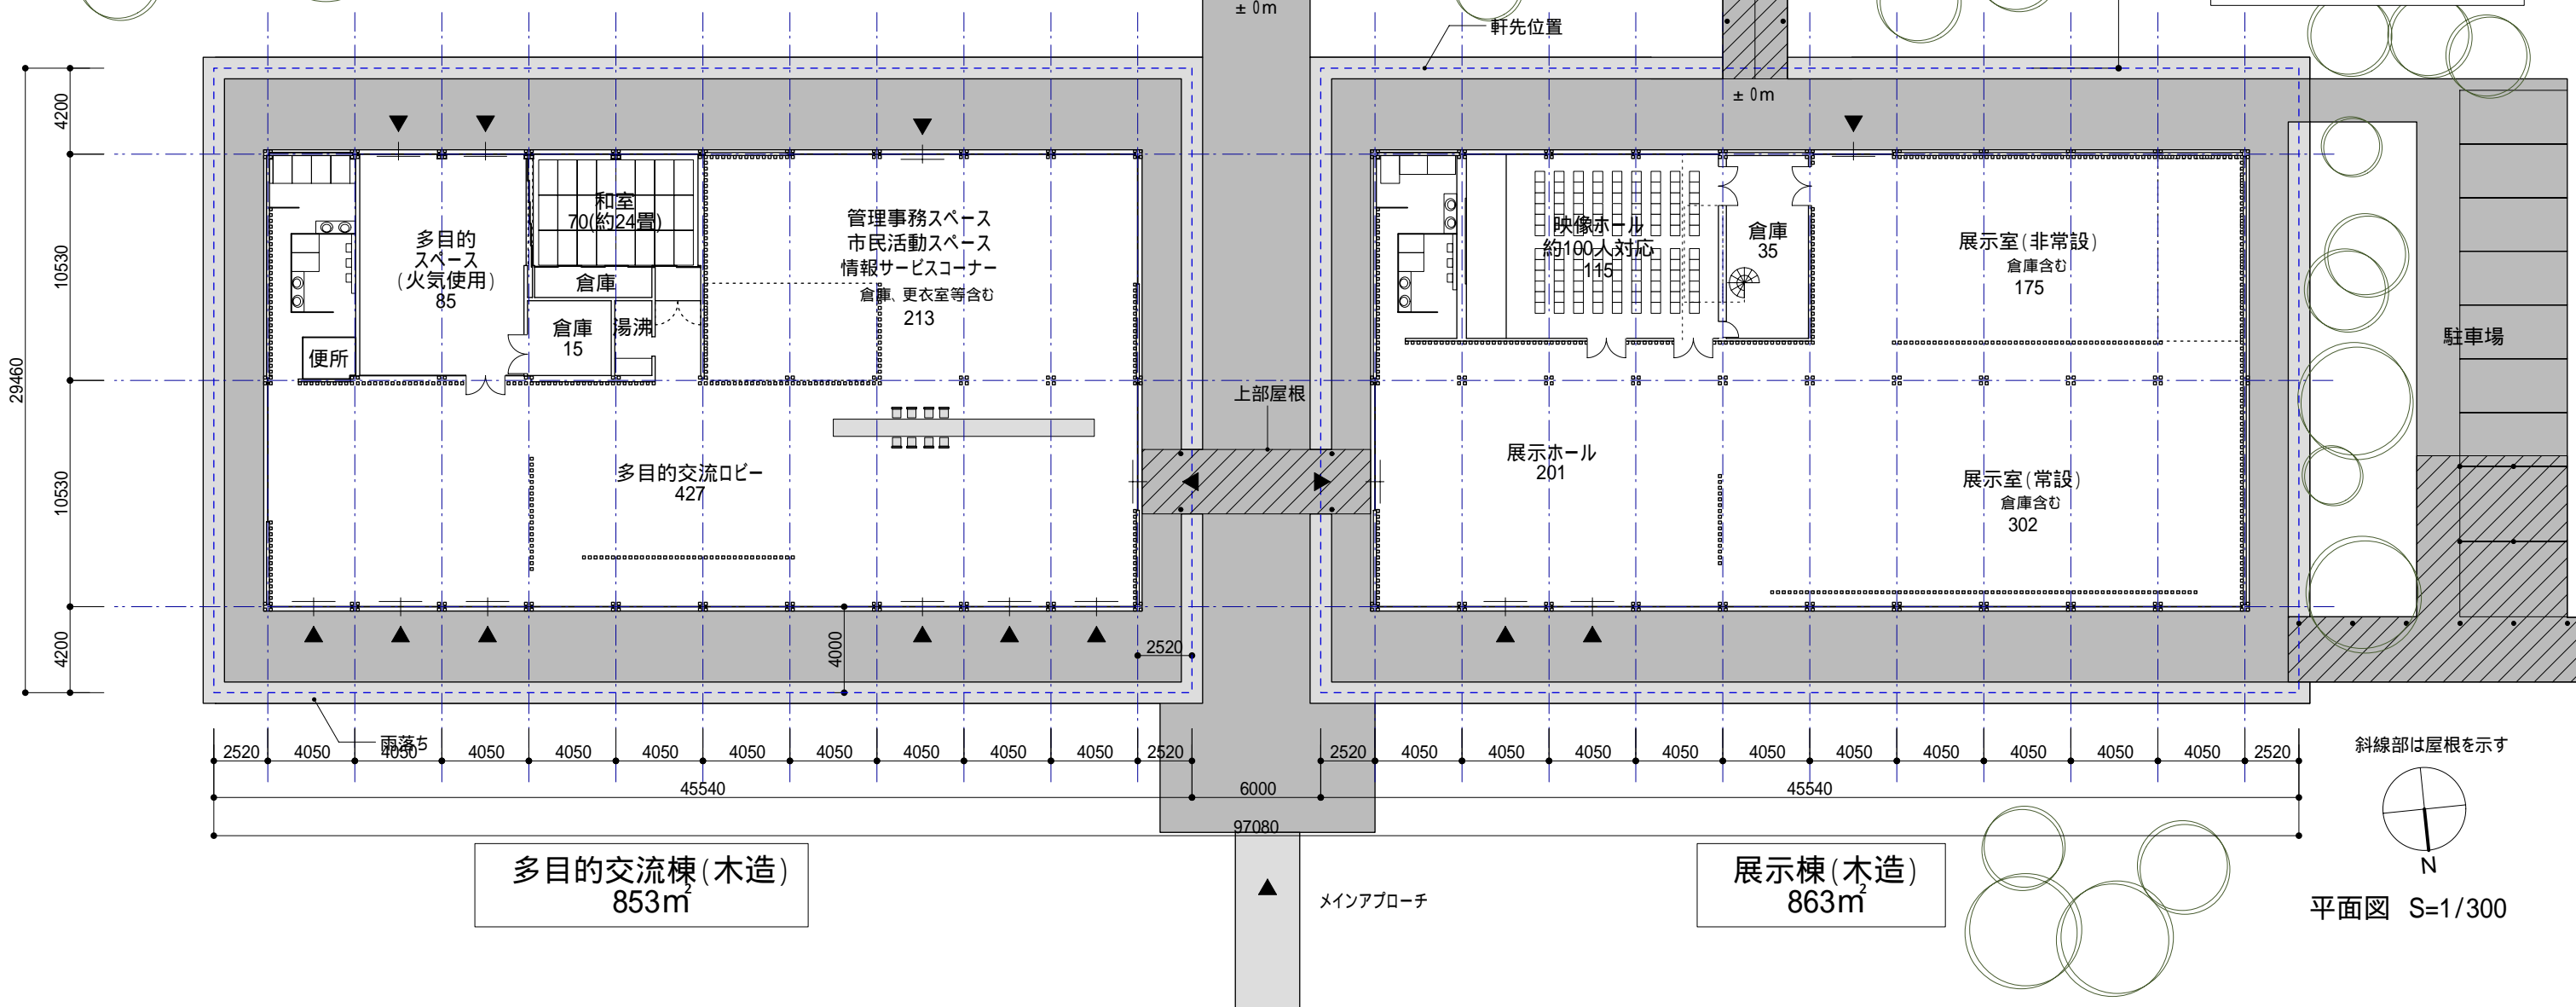 ±0m
軒先位置
±0m
4200
10530
10530
4200
29460
多目的
スペース
(火気使用)
85
便所
和室
70(約24畳)
倉庫
倉庫
15
湯沸
管理事務スペース
市民活動スペース
情報サービスコーナー
倉庫、更衣室等含む
213
多目的交流ロビー
427
上部屋根
映像ホール
約100人対応
115
倉庫
35
展示室(非常設)
倉庫含む
175
展示ホール
201
展示室(常設)
倉庫含む
302
駐車場
4000
2520
雨落ち
2520 4050 4050 4050 4050 4050 4050 4050 4050 4050 4050 2520
2520 4050 4050 4050 4050 4050 4050 4050 4050 4050 4050 2520
45540 6000 45540
97080
多目的交流棟(木造)
853m²
メインアプローチ
展示棟(木造)
863m²
斜線部は屋根を示す
N
平面図 S=1/300